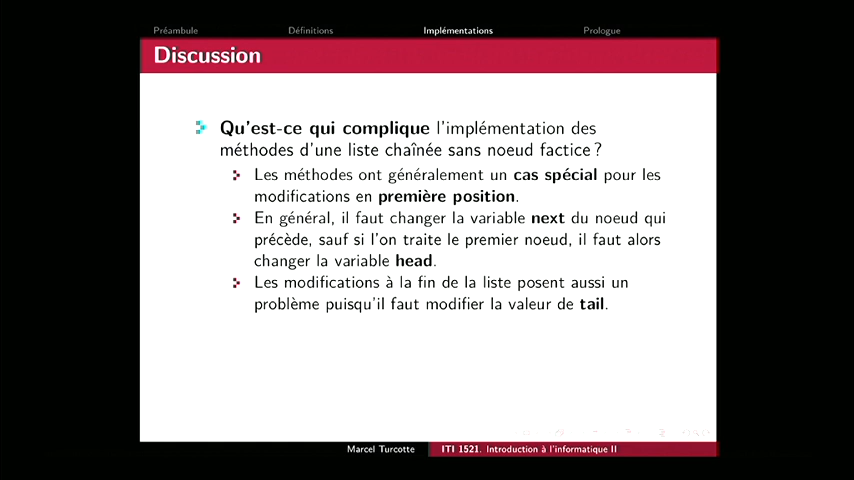 Préambule Définitions Implémentations Prologue
Discussion
Qu'est-ce qui complique l'implémentation des
méthodes d'une liste chaînée sans noeud factice ?
Les méthodes ont généralement un cas spécial pour les
modifications en première position.
En général, il faut changer la variable next du noeud qui
précède, sauf si l'on traite le premier noeud, il faut alors
changer la variable head.
Les modifications à la fin de la liste posent aussi un
problème puisqu'il faut modifier la valeur de tail.
Marcel Turcotte ITI 1521. Introduction à l'informatique II